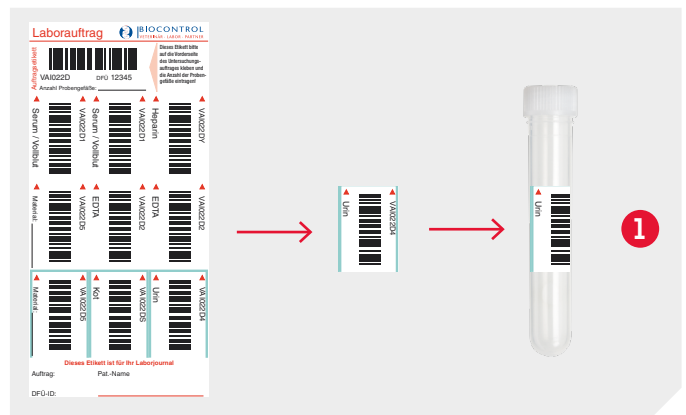 Laborauftrag
BIOCONTROL
VETERINÄR · LABOR · PARTNER
Auftragsetikett
VAI022D DFÜ 12345
Anzahl Probengefäße:
Dieses Etikett bitte
auf die Vorderseite
des Untersuchungs-
auftrages kleben und
die Anzahl der Proben-
gefäße eintragen!
Serum / Vollblut
VAI022D1
Serum / Vollblut
VAI022D1
Heparin
VAI022DY
Material:
VAI022D5
EDTA
VAI022D2
EDTA
VAI022D2
Material:
VAI022D5
Kot
VAI022DS
Urin
VAI022D4
Dieses Etikett ist für Ihr Laborjournal
Auftrag: Pat.-Name
DFÜ-ID:
Urin
VAI022D4
Urin
1